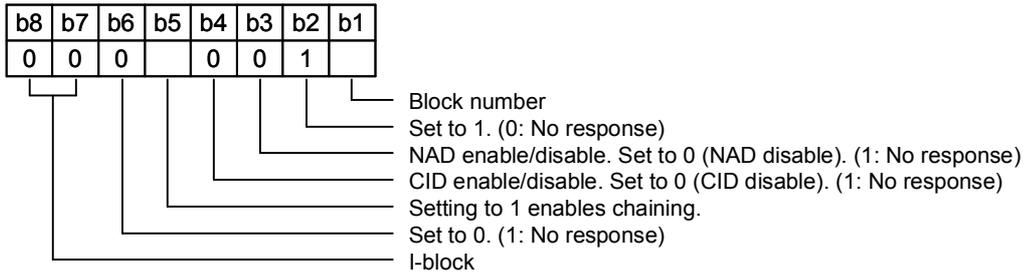 b8 b7 b6 b5 b4 b3 b2 b1
0 0 0 0 0 1
Block number
Set to 1. (0: No response)
NAD enable/disable. Set to 0 (NAD disable). (1: No response)
CID enable/disable. Set to 0 (CID disable). (1: No response)
Setting to 1 enables chaining.
Set to 0. (1: No response)
I-block